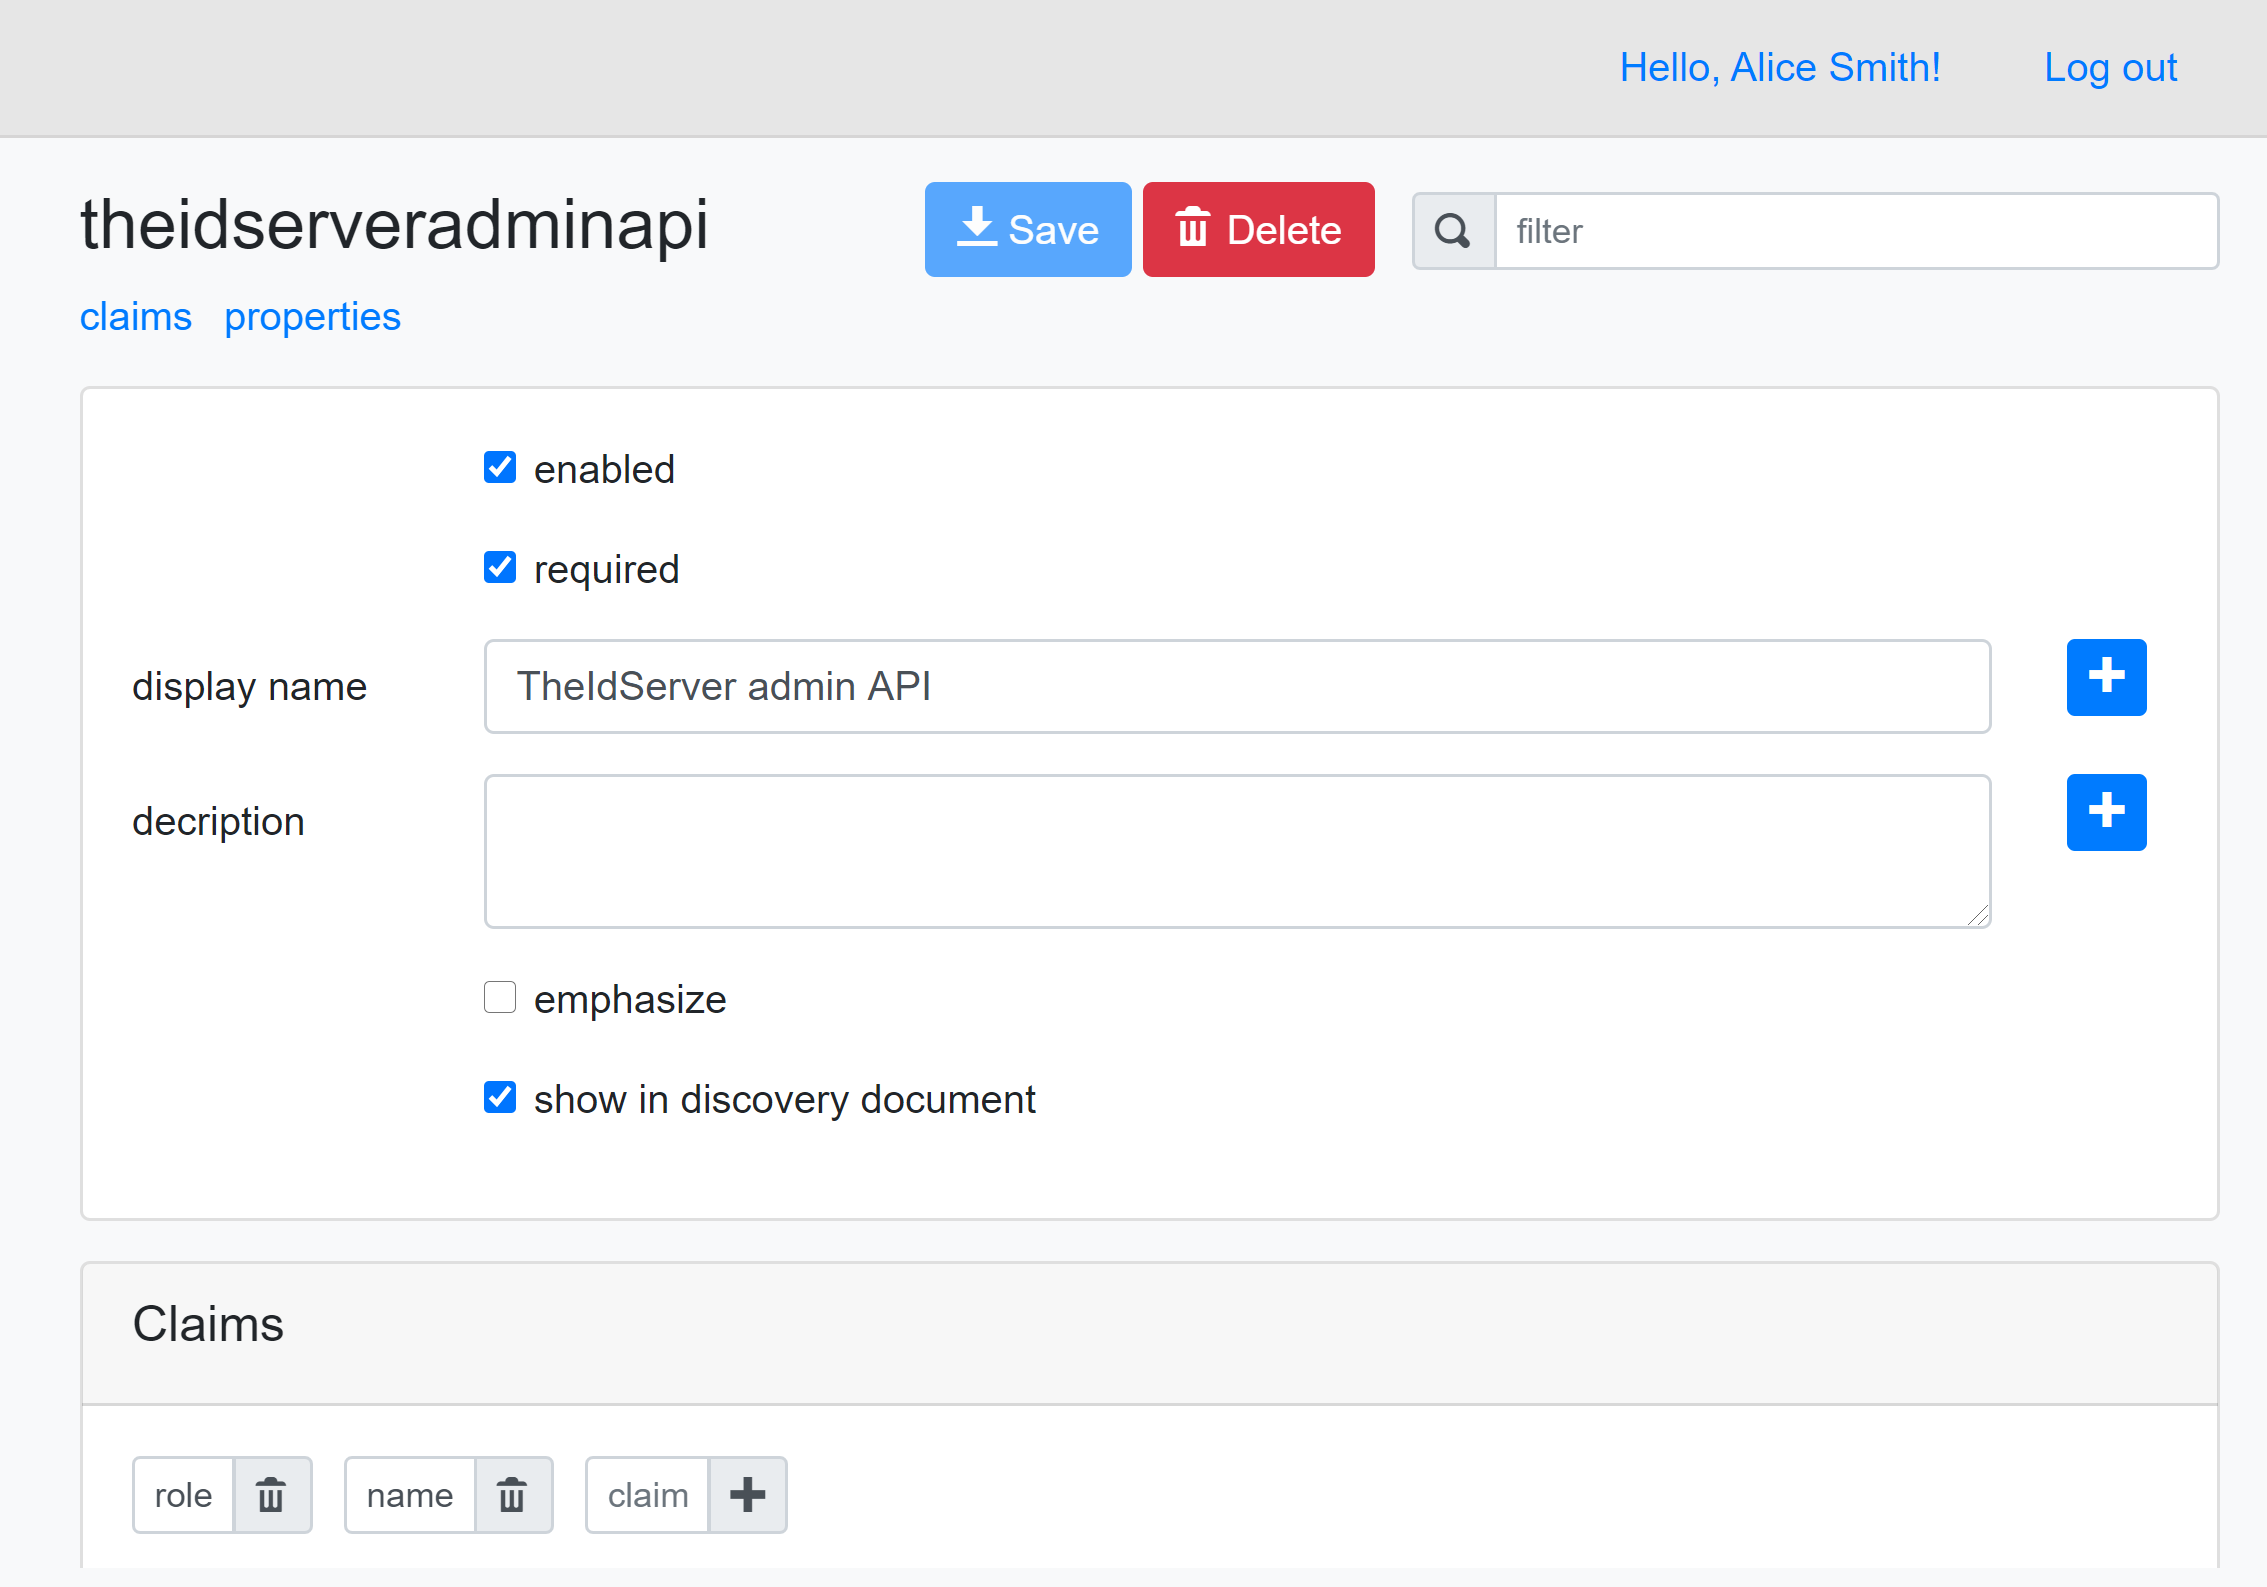 Hello, Alice Smith! Log out
theidserveradminapi Save Delete filter
claims properties
enabled
required
display name TheIdServer admin API
decription
emphasize
show in discovery document
Claims
role name claim